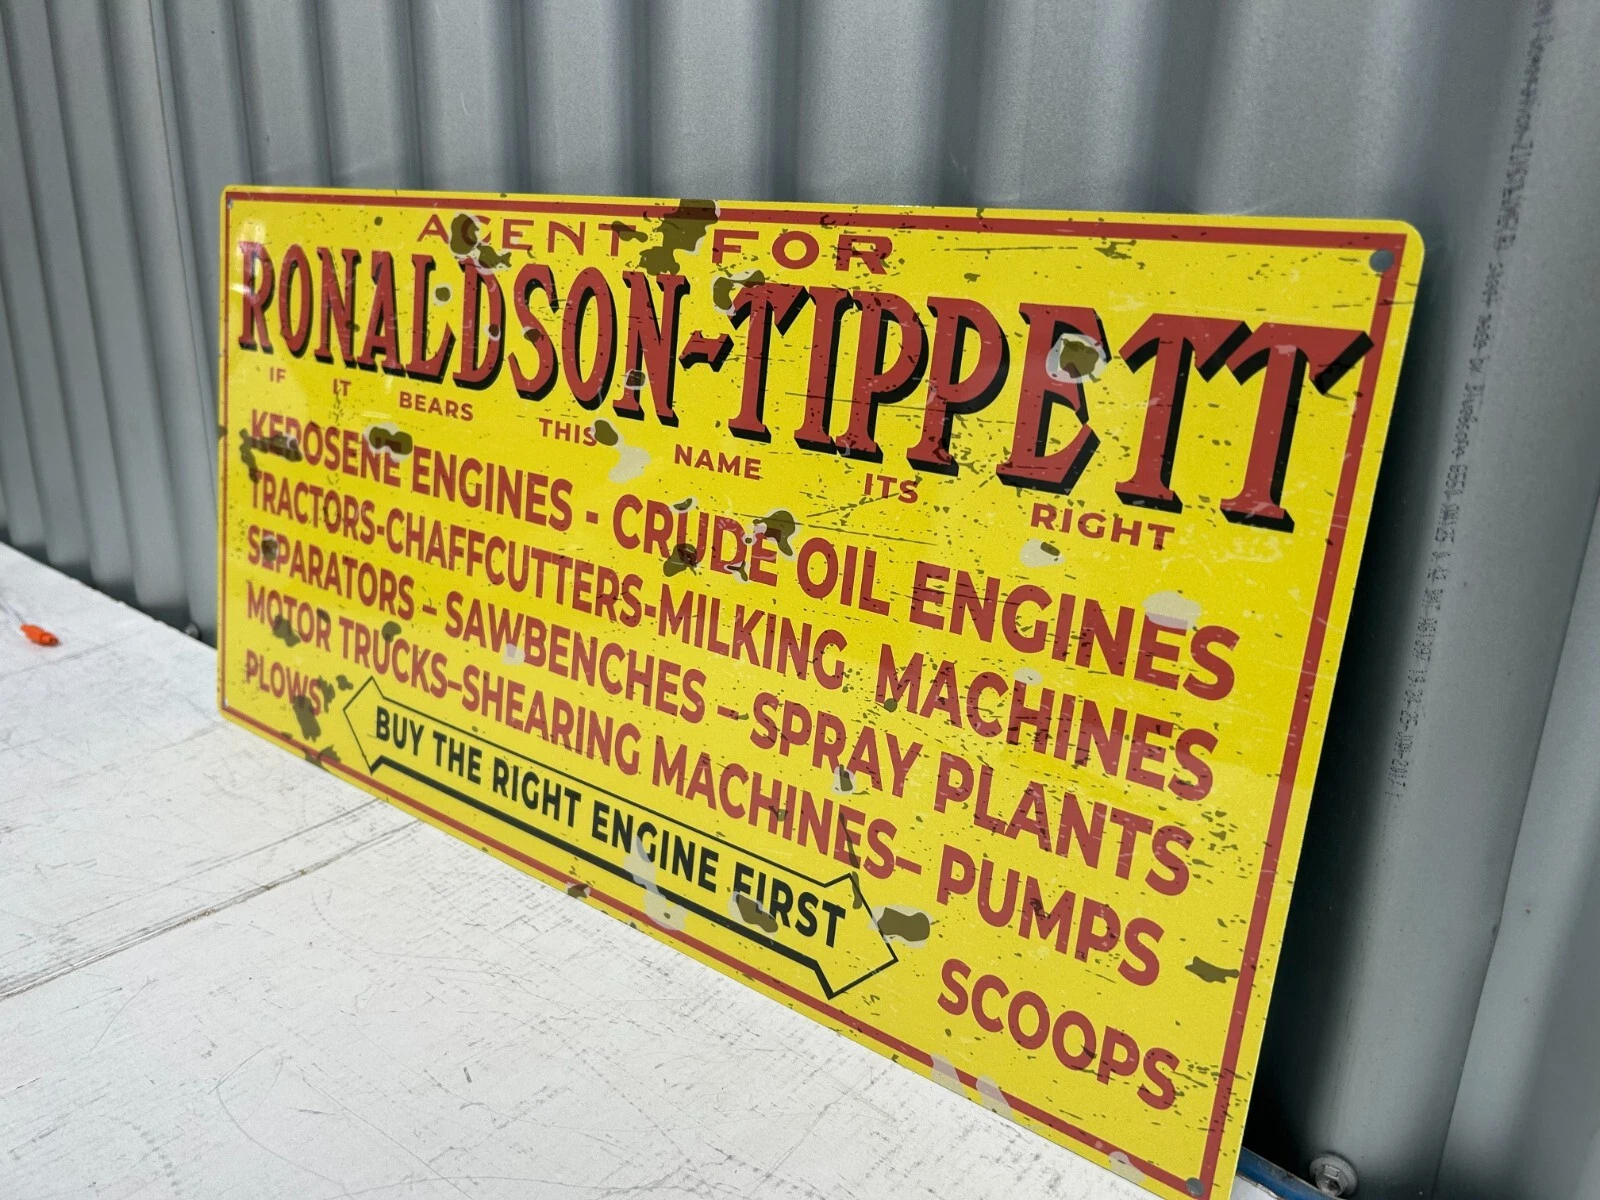 AGENT FOR
RONALDSON-TIPPETT
IF IT BEARS THIS NAME ITS RIGHT
KEROSENE ENGINES - CRUDE OIL ENGINES
TRACTORS-CHAFFCUTTERS-MILKING MACHINES
SEPARATORS – SAWBENCHES – SPRAY PLANTS
MOTOR TRUCKS–SHEARING MACHINES– PUMPS
PLOWS SCOOPS
BUY THE RIGHT ENGINE FIRST